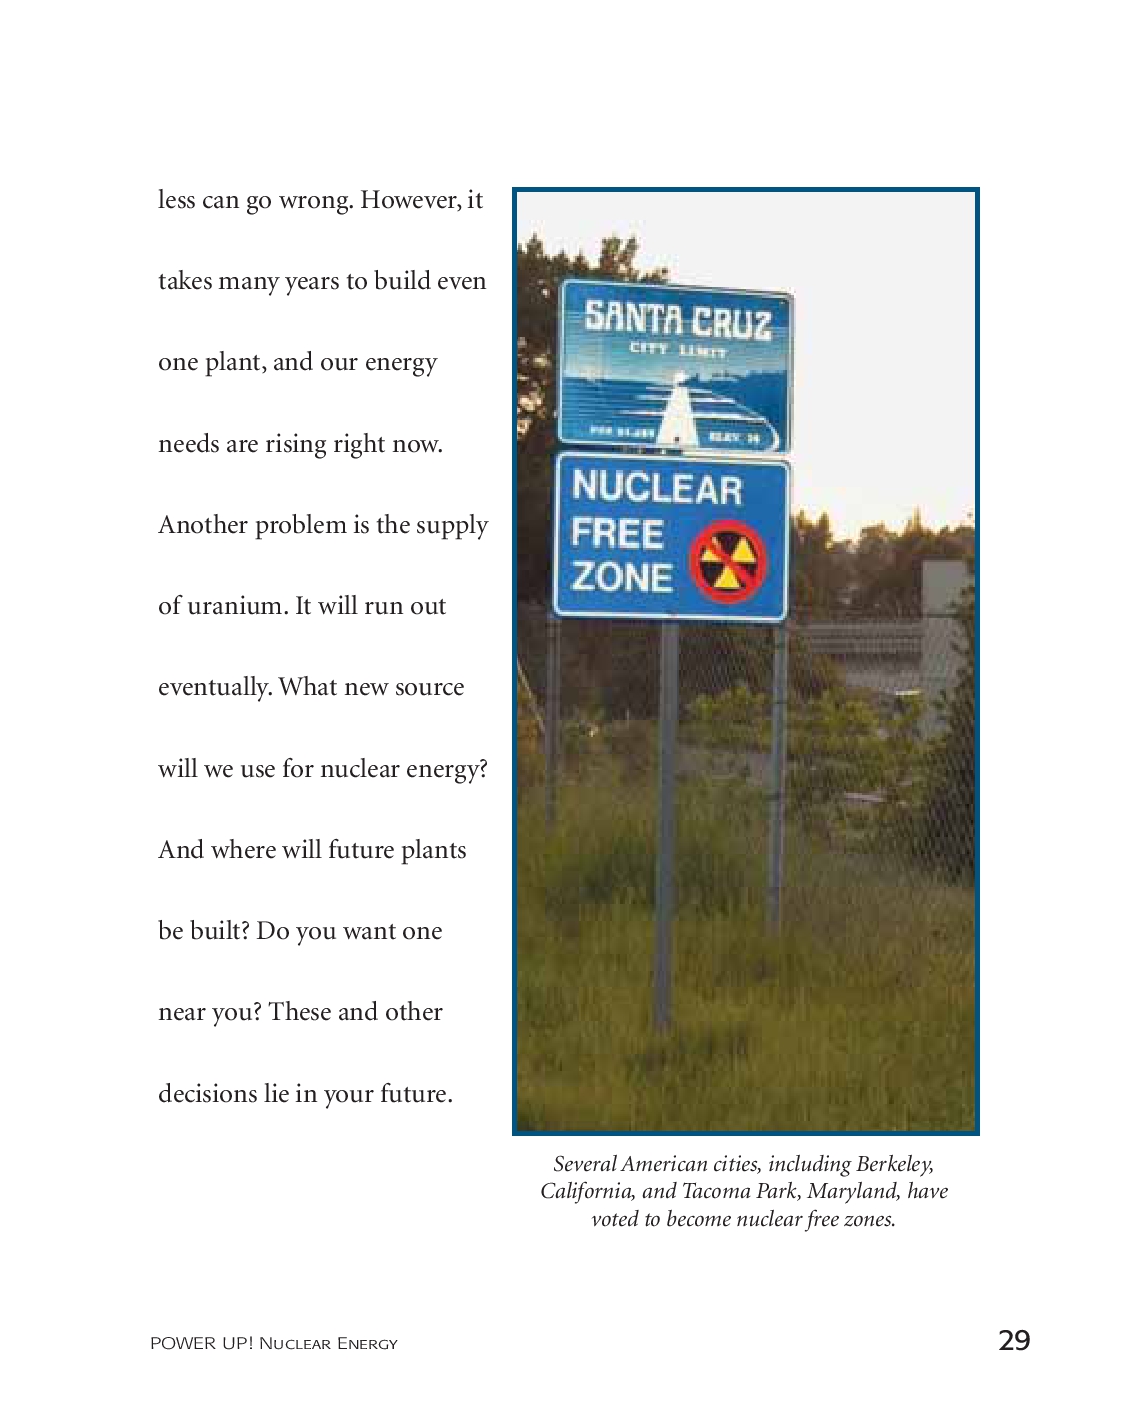 less can go wrong. However, it
takes many years to build even
one plant, and our energy
needs are rising right now.
Another problem is the supply
of uranium. It will run out
eventually. What new source
will we use for nuclear energy?
And where will future plants
be built? Do you want one
near you? These and other
decisions lie in your future.
SANTA CRUZ
CITY LIMIT
POP
ELEV.
NUCLEAR
FREE
ZONE
Several American cities, including Berkeley,
California, and Tacoma Park, Maryland, have
voted to become nuclear free zones.
POWER UP! NUCLEAR ENERGY
29